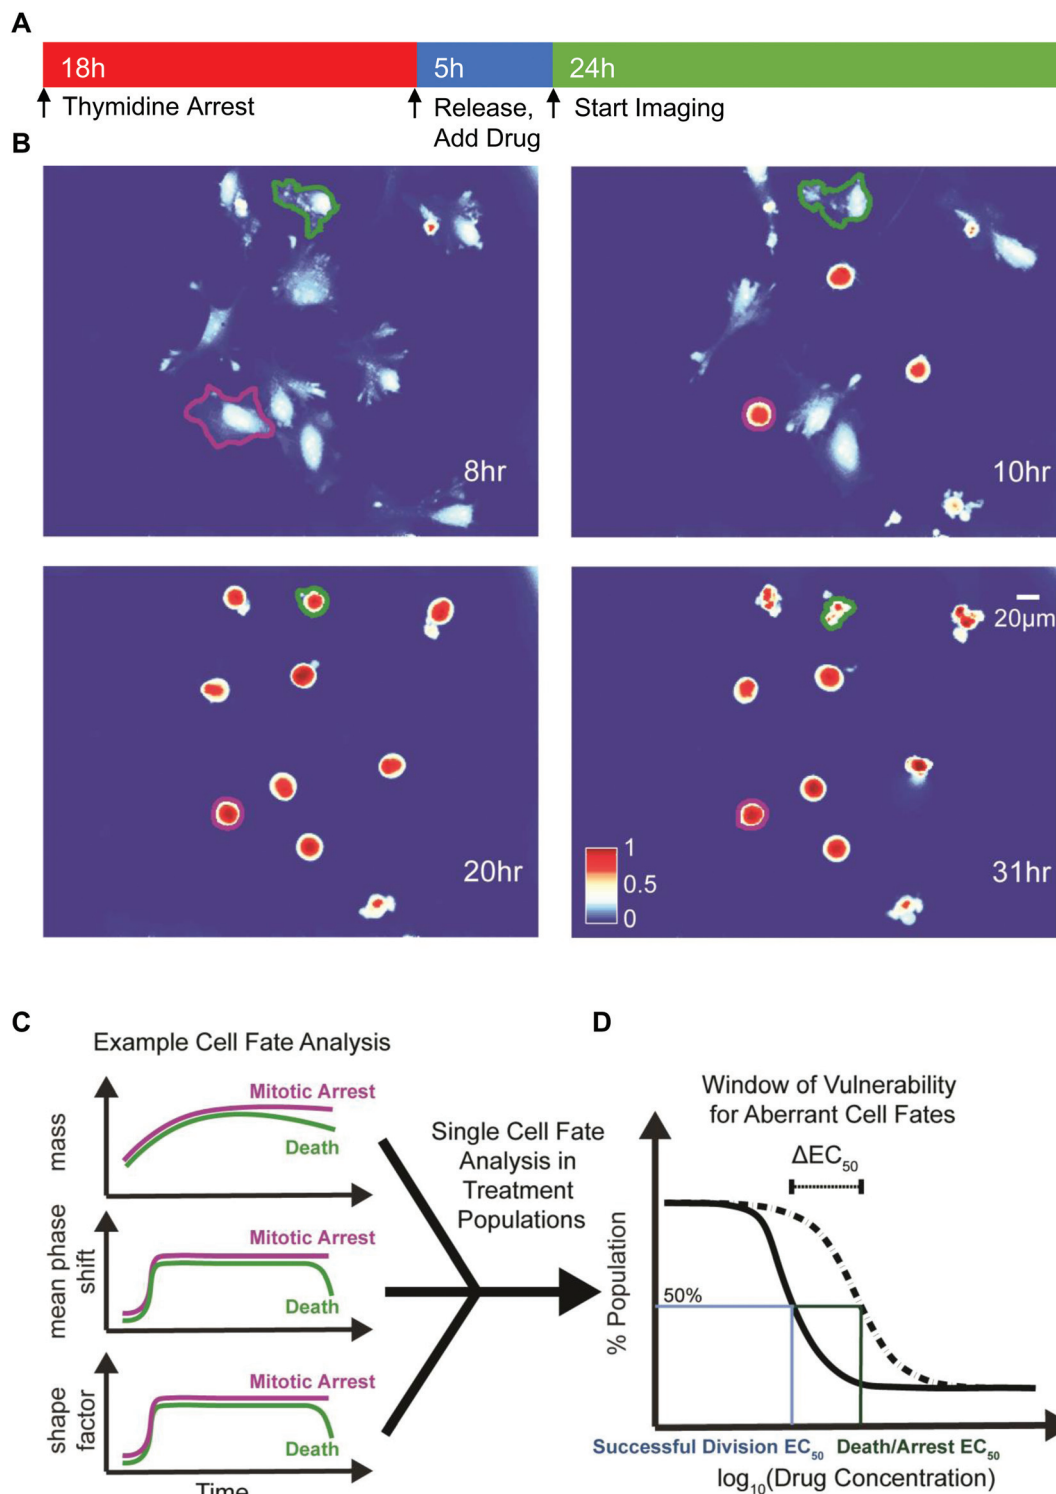 A
18h
5h
24h
Thymidine Arrest
Release,
Add Drug
Start Imaging
B
8hr
10hr
20hr
20μm
1
0.5
0
31hr
C
Example Cell Fate Analysis
mass
Mitotic Arrest
Death
mean phase
shift
Mitotic Arrest
Death
shape
factor
Mitotic Arrest
Death
Time
Single Cell Fate
Analysis in
Treatment
Populations
D
Window of Vulnerability
for Aberrant Cell Fates
ΔEC50
% Population
50%
Successful Division EC50
Death/Arrest EC50
log10(Drug Concentration)